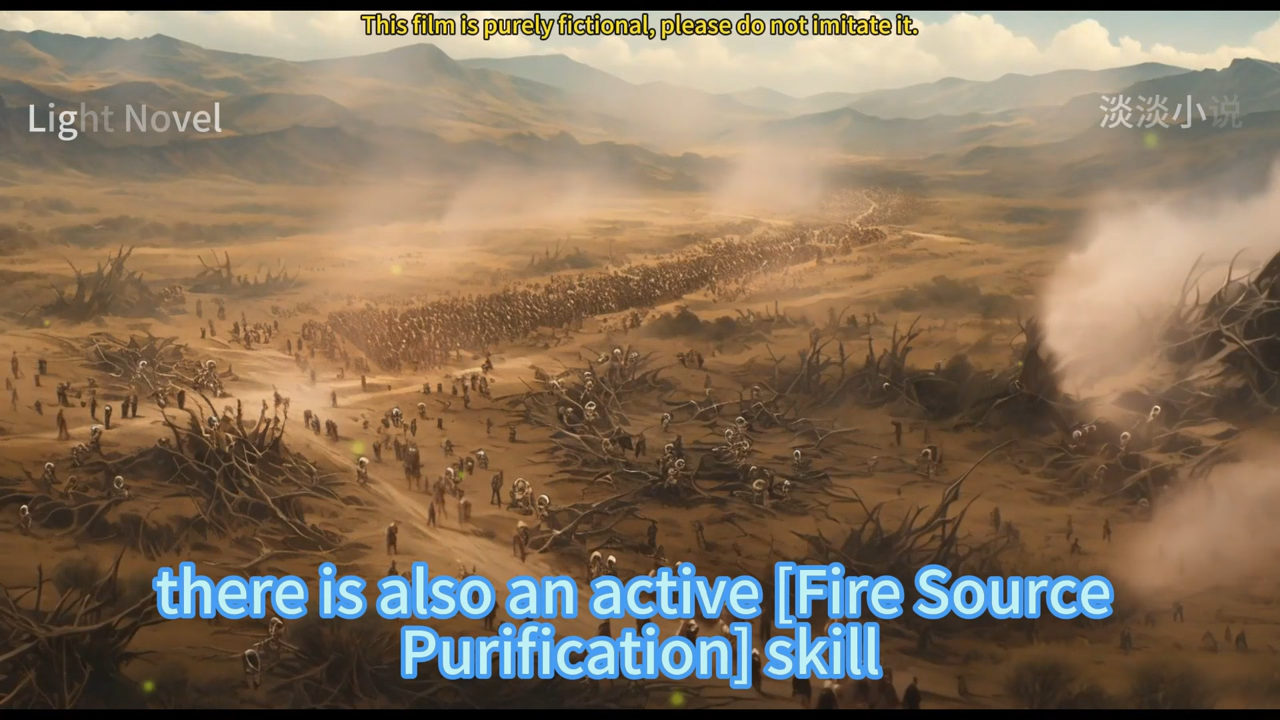 This film is purely fictional, please do not imitate it.
Light Novel
淡淡小说
there is also an active [Fire Source
Purification] skill